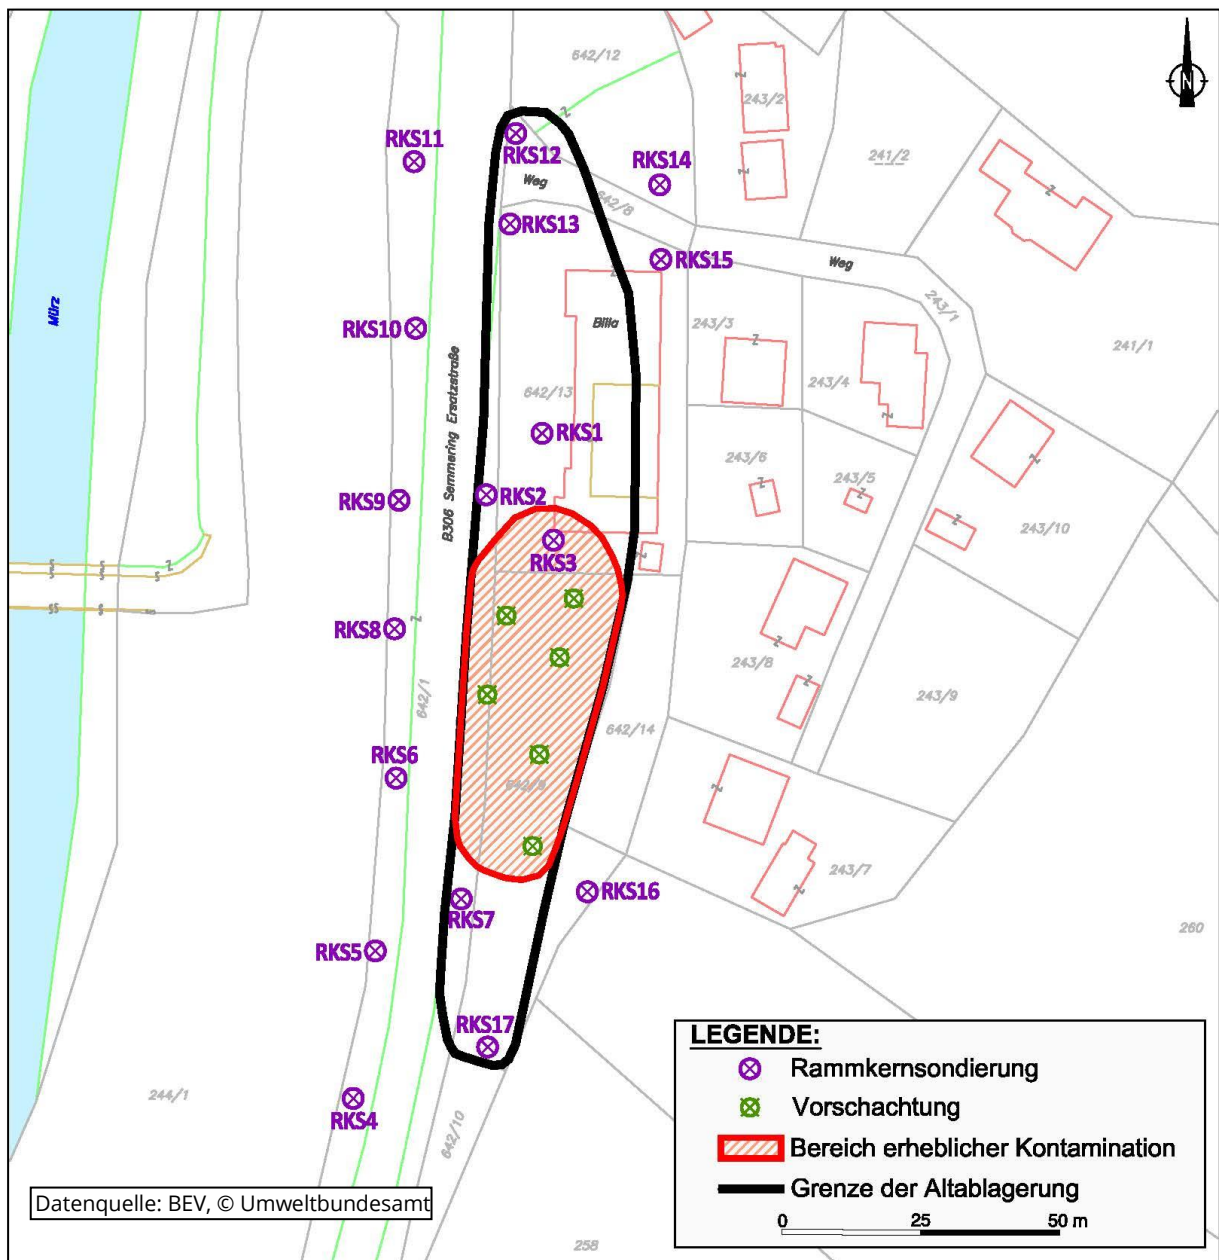 642/12
243/2
N
RKS11
RKS12
RKS14
241/2
Weg
642/8
RKS13
RKS15
Weg
243/1
Mürz
RKS10
Billa
243/3
241/1
B306 Semmering Ersatzstraße
642/13
243/4
RKS1
243/6
243/5
RKS9
RKS2
243/10
RKS3
RKS8
243/8
642/1
243/9
642/14
RKS6
642/9
243/7
RKS7
RKS16
RKS5
260
RKS17
244/1
RKS4
642/10
258
LEGENDE:
Rammkernsondierung
Vorschachtung
Bereich erheblicher Kontamination
Grenze der Altablagerung
0 25 50 m
Datenquelle: BEV, © Umweltbundesamt